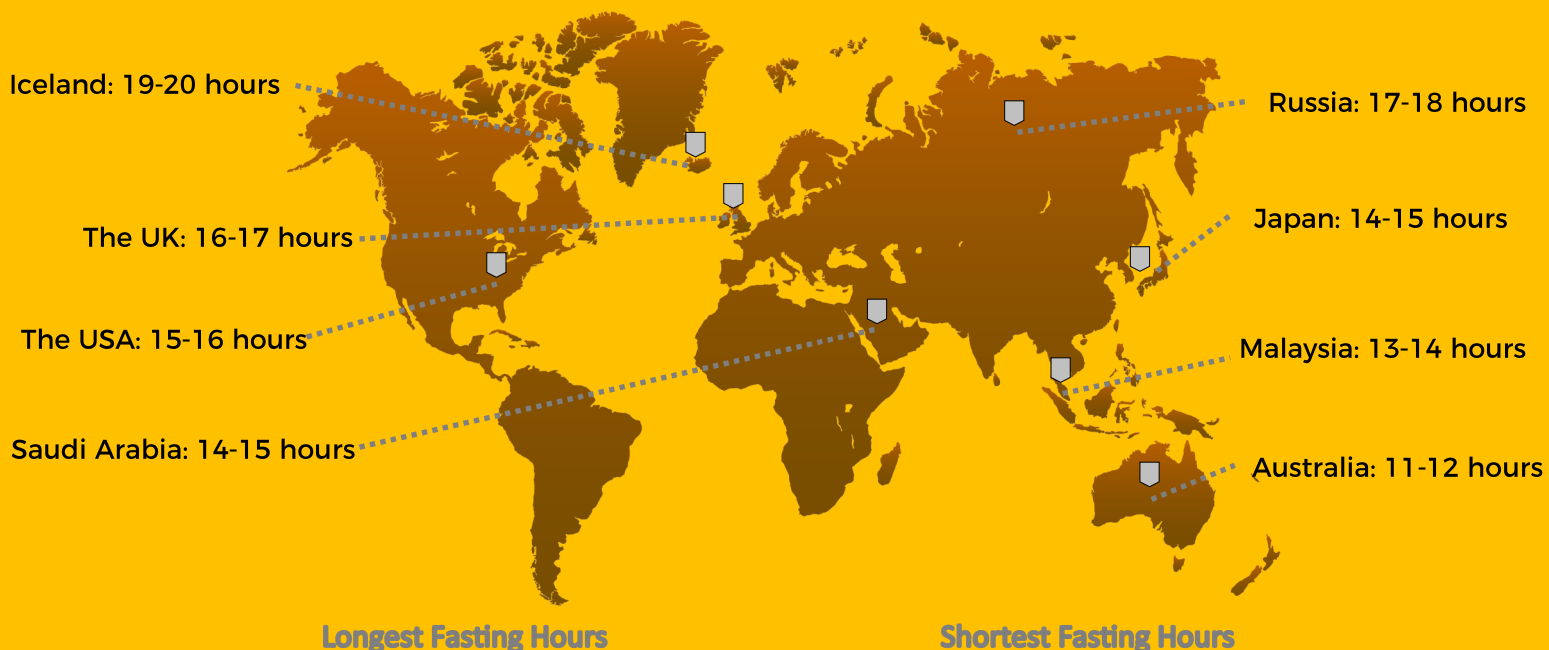 Iceland: 19-20 hours
Russia: 17-18 hours
The UK: 16-17 hours
Japan: 14-15 hours
The USA: 15-16 hours
Malaysia: 13-14 hours
Saudi Arabia: 14-15 hours
Australia: 11-12 hours
Longest Fasting Hours
Shortest Fasting Hours